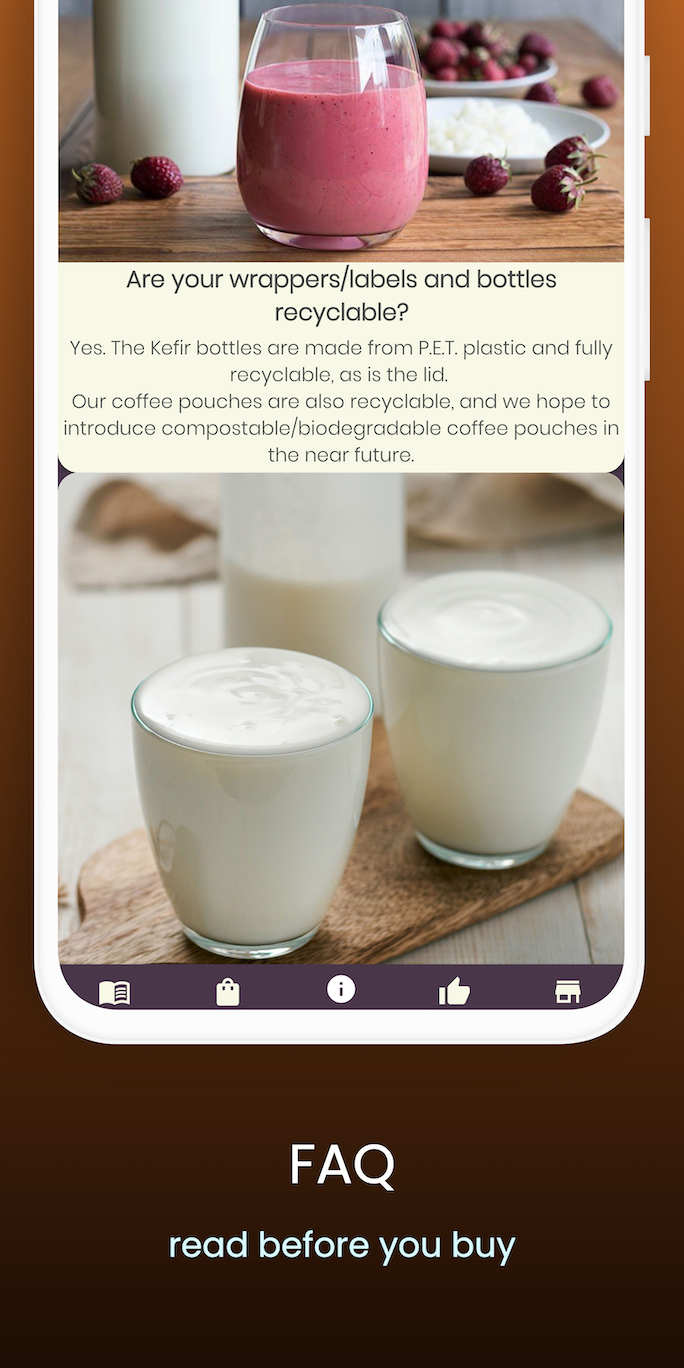 Are your wrappers/labels and bottles
recyclable?
Yes. The Kefir bottles are made from P.E.T. plastic and fully
recyclable, as is the lid.
Our coffee pouches are also recyclable, and we hope to
introduce compostable/biodegradable coffee pouches in
the near future.
FAQ
read before you buy